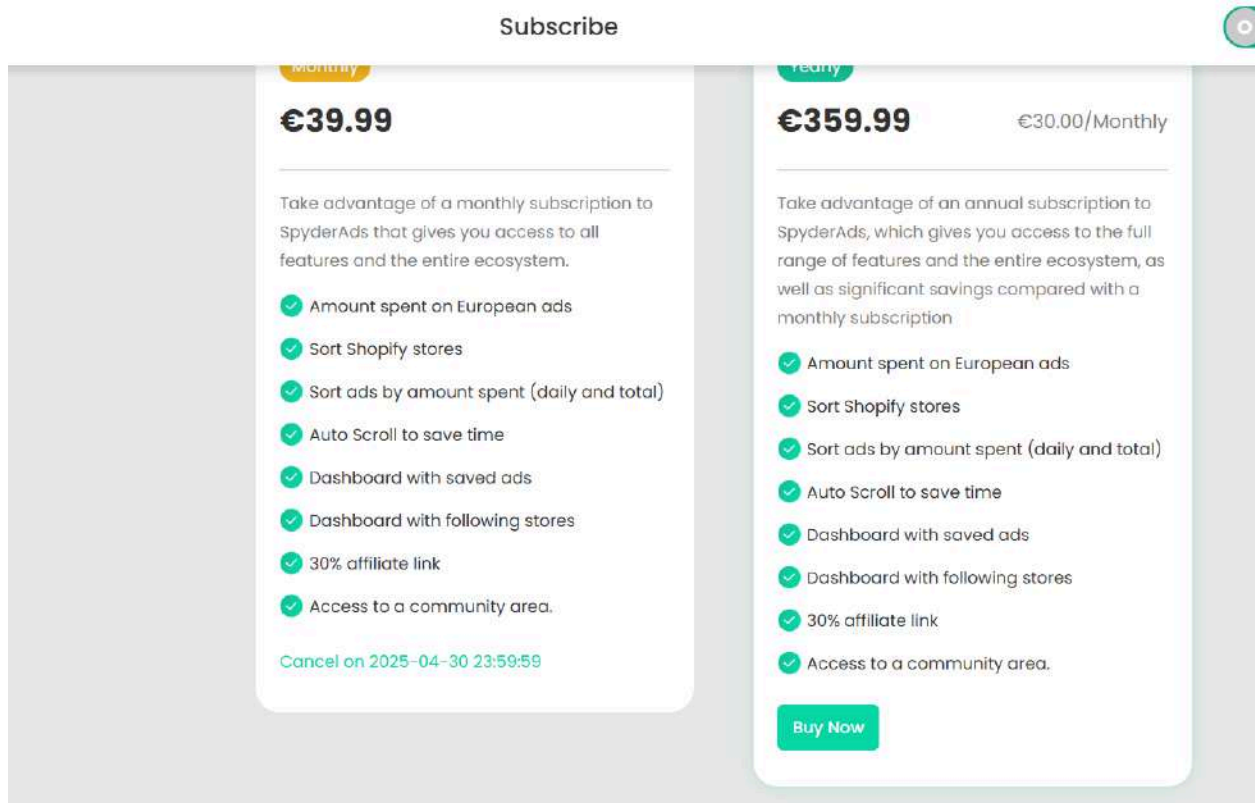 Subscribe
Monthly
€39.99
Take advantage of a monthly subscription to
SpyderAds that gives you access to all
features and the entire ecosystem.
Amount spent on European ads
Sort Shopify stores
Sort ads by amount spent (daily and total)
Auto Scroll to save time
Dashboard with saved ads
Dashboard with following stores
30% affiliate link
Access to a community area.
Cancel on 2025-04-30 23:59:59
Yearly
€359.99
€30.00/Monthly
Take advantage of an annual subscription to
SpyderAds, which gives you access to the full
range of features and the entire ecosystem, as
well as significant savings compared with a
monthly subscription
Amount spent on European ads
Sort Shopify stores
Sort ads by amount spent (daily and total)
Auto Scroll to save time
Dashboard with saved ads
Dashboard with following stores
30% affiliate link
Access to a community area.
Buy Now